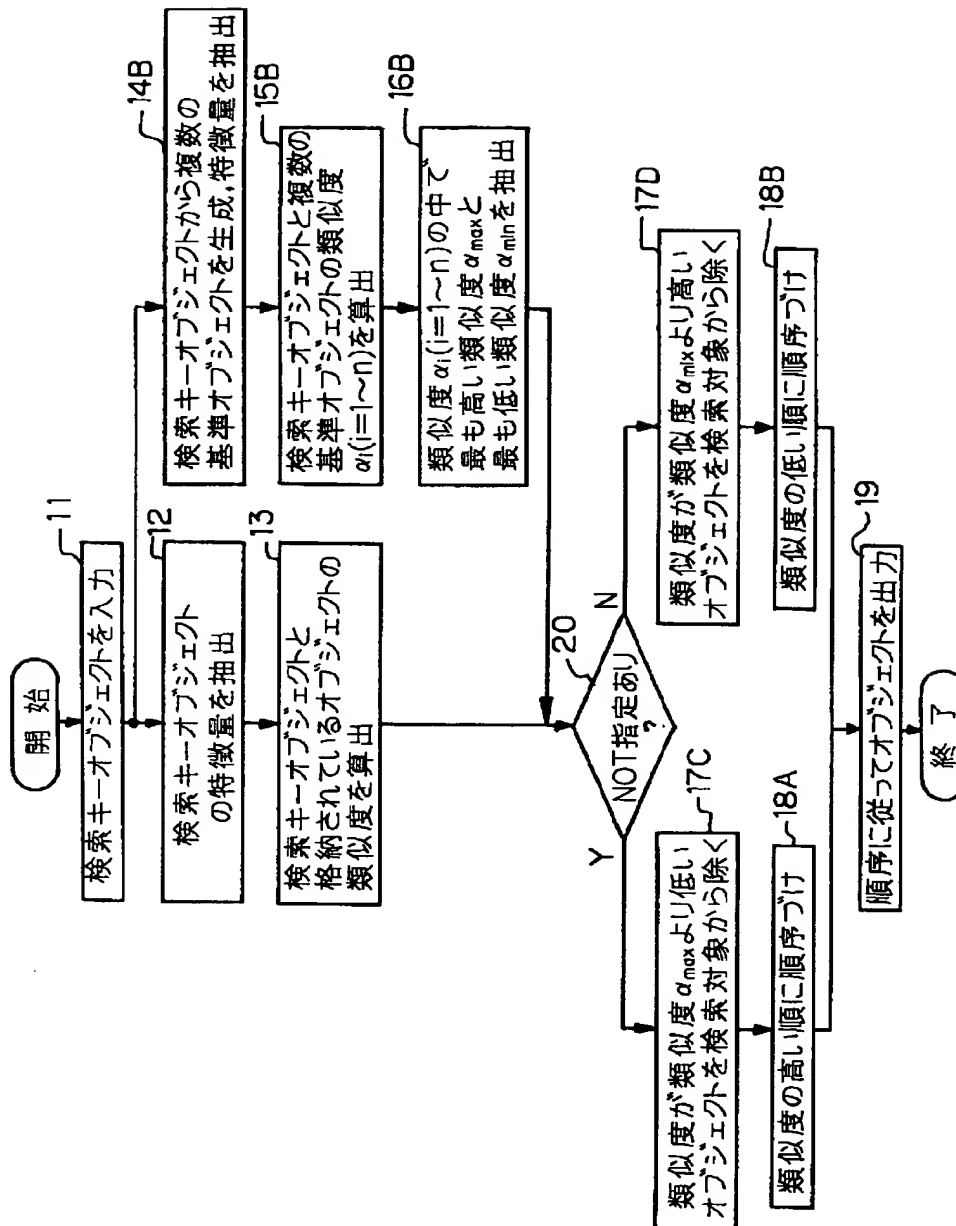 開始
11
検索キーオブジェクトを入力
12
検索キーオブジェクト
の特徴量を抽出
13
検索キーオブジェクトと
格納されているオブジェクトの
類似度を算出
14B
検索キーオブジェクトから複数の
基準オブジェクトを生成,特徴量を抽出
15B
検索キーオブジェクトと複数の
基準オブジェクトの類似度
αi(i=1~n)を算出
16B
類似度αi(i=1~n)の中で
最も高い類似度αmaxと
最も低い類似度αminを抽出
20
NOT指定あり
?
Y
N
17C
類似度が類似度αmaxより低い
オブジェクトを検索対象から除く
18A
類似度の高い順に順序づけ
17D
類似度が類似度αmixより高い
オブジェクトを検索対象から除く
18B
類似度の低い順に順序づけ
19
順序に従ってオブジェクトを出力
終了